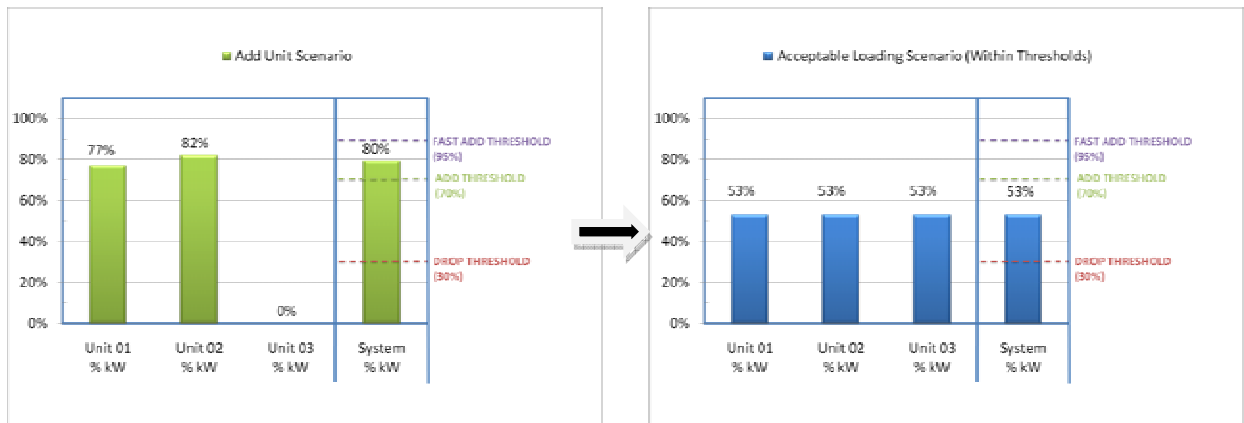 Add Unit Scenario
100%
80%
60%
40%
20%
0%
77%
82%
0%
80%
FAST ADD THRESHOLD
(95%)
ADD THRESHOLD
(70%)
DROP THRESHOLD
(30%)
Unit 01
% kW
Unit 02
% kW
Unit 03
% kW
System
% kW
Acceptable Loading Scenario (Within Thresholds)
100%
80%
60%
40%
20%
0%
53%
53%
53%
53%
FAST ADD THRESHOLD
(95%)
ADD THRESHOLD
(70%)
DROP THRESHOLD
(30%)
Unit 01
% kW
Unit 02
% kW
Unit 03
% kW
System
% kW